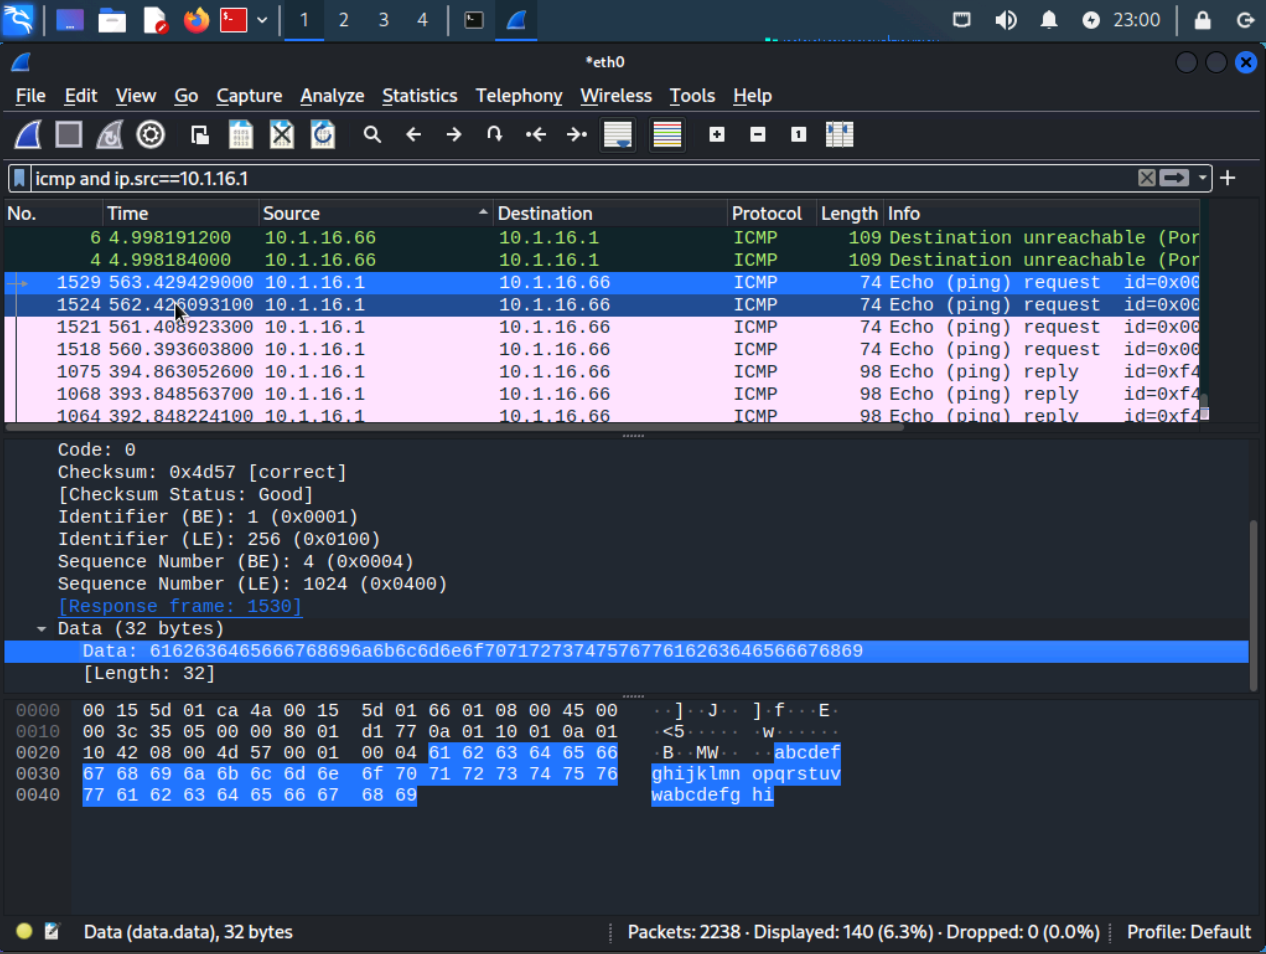 1 2 3 4 23:00
*eth0
File Edit View Go Capture Analyze Statistics Telephony Wireless Tools Help
icmp and ip.src==10.1.16.1
No. Time Source Destination Protocol Length Info
6 4.998191200 10.1.16.66 10.1.16.1 ICMP 109 Destination unreachable (Por
4 4.998184000 10.1.16.66 10.1.16.1 ICMP 109 Destination unreachable (Por
1529 563.429429000 10.1.16.1 10.1.16.66 ICMP 74 Echo (ping) request id=0x00
1524 562.426093100 10.1.16.1 10.1.16.66 ICMP 74 Echo (ping) request id=0x00
1521 561.408923300 10.1.16.1 10.1.16.66 ICMP 74 Echo (ping) request id=0x00
1518 560.393603800 10.1.16.1 10.1.16.66 ICMP 74 Echo (ping) request id=0x00
1075 394.863052600 10.1.16.1 10.1.16.66 ICMP 98 Echo (ping) reply id=0xf4
1068 393.848563700 10.1.16.1 10.1.16.66 ICMP 98 Echo (ping) reply id=0xf4
1064 392.848224100 10.1.16.1 10.1.16.66 ICMP 98 Echo (ping) reply id=0xf4
Code: 0
Checksum: 0x4d57 [correct]
[Checksum Status: Good]
Identifier (BE): 1 (0x0001)
Identifier (LE): 256 (0x0100)
Sequence Number (BE): 4 (0x0004)
Sequence Number (LE): 1024 (0x0400)
[Response frame: 1530]
Data (32 bytes)
Data: 6162636465666768696a6b6c6d6e6f7071727374757677616263646566676869
[Length: 32]
0000 00 15 5d 01 ca 4a 00 15 5d 01 66 01 08 00 45 00 ··]··J·· ]·f···E·
0010 00 3c 35 05 00 00 80 01 d1 77 0a 01 10 01 0a 01 ·<5····· ·w······
0020 10 42 08 00 4d 57 00 01 00 04 61 62 63 64 65 66 ·B··MW·· ··abcdef
0030 67 68 69 6a 6b 6c 6d 6e 6f 70 71 72 73 74 75 76 ghijklmn opqrstuv
0040 77 61 62 63 64 65 66 67 68 69 wabcdefg hi
Data (data.data), 32 bytes Packets: 2238 · Displayed: 140 (6.3%) · Dropped: 0 (0.0%) Profile: Default